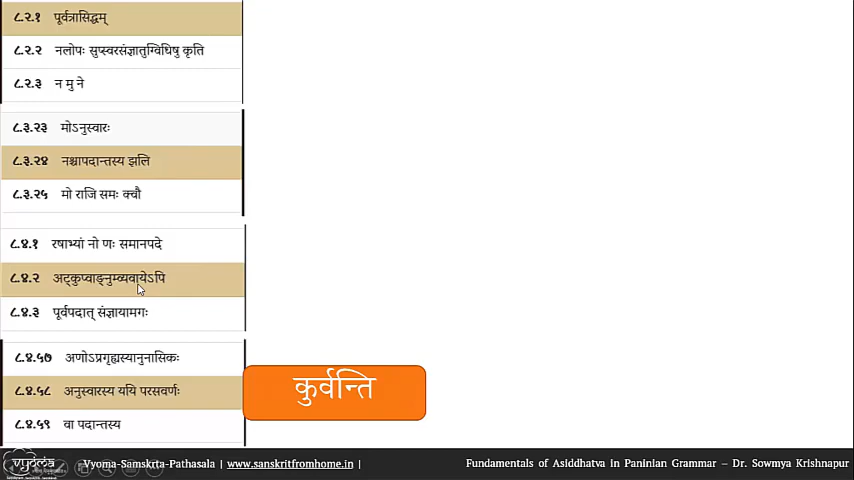 ८.२.१ पूर्वत्रासिद्धम्
८.२.२ नलोपः सुप्स्वरसंज्ञातुग्विधिषु कृति
८.२.३ न मु ने
८.३.२३ मोऽनुस्वारः
८.३.२४ नश्चापदान्तस्य झलि
८.३.२५ मो राजि समः क्वौ
८.४.१ रषाभ्यां नो णः समानपदे
८.४.२ अट्कुप्वाङ्नुम्व्यवायेऽपि
८.४.३ पूर्वपदात् संज्ञायामगः
८.४.५७ अणोऽप्रगृह्यस्यानुनासिकः
८.४.५८ अनुस्वारस्य ययि परसवर्णः
कुर्वन्ति
८.४.५९ वा पदान्तस्य
vyoma Vyoma-Samskrta-Pathasala | www.sanskritfromhome.in | Fundamentals of Asiddhatva in Paninian Grammar – Dr. Sowmya Krishnapur